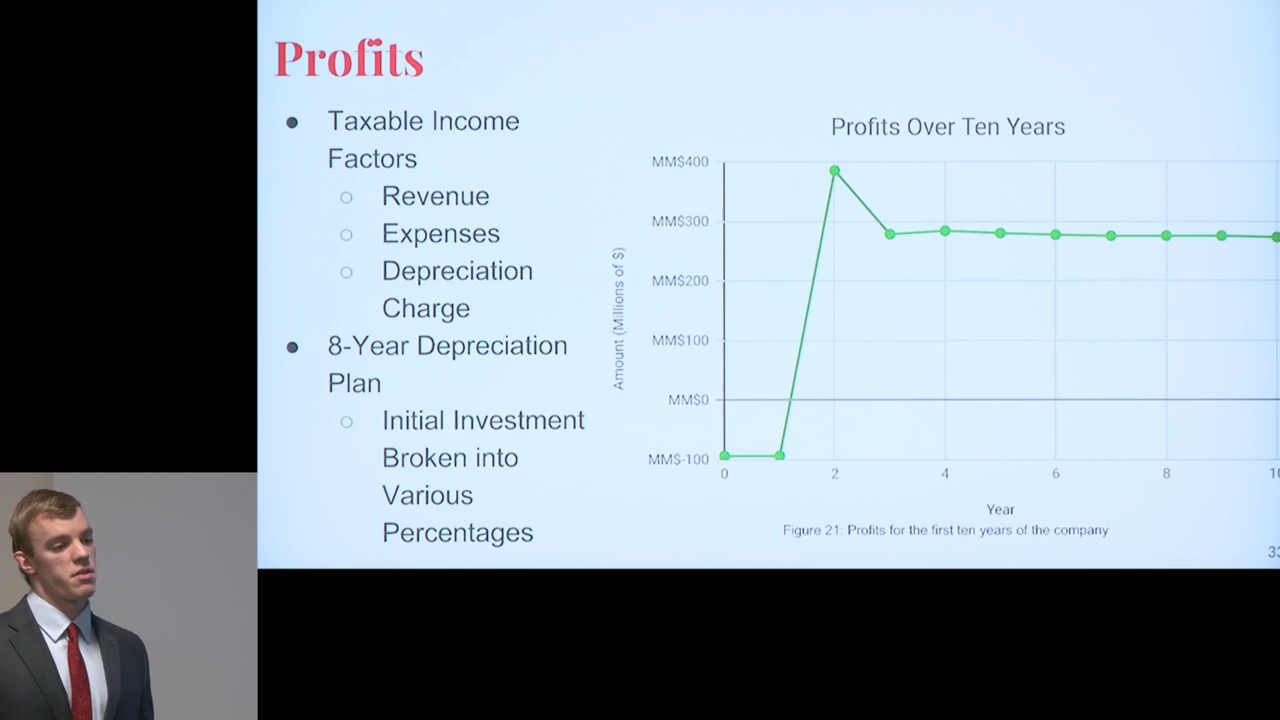 Profits
● Taxable Income
Factors
○ Revenue
○ Expenses
○ Depreciation
Charge
● 8-Year Depreciation
Plan
○ Initial Investment
Broken into
Various
Percentages
Profits Over Ten Years
Amount (Millions of $)
MM$400
MM$300
MM$200
MM$100
MM$0
MM$-100
0 2 4 6 8 10
Year
Figure 21: Profits for the first ten years of the company
33